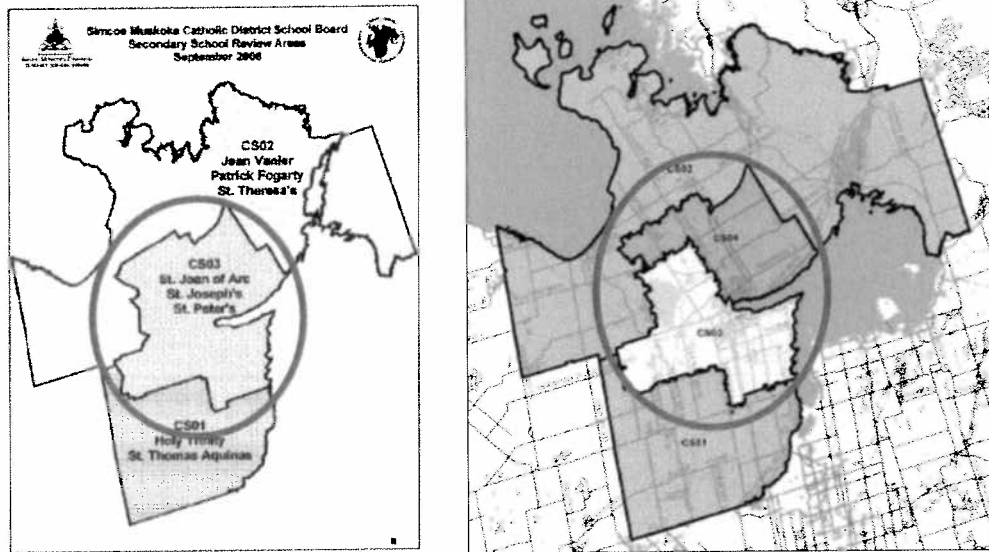 Simcoe Muskoka Catholic District School Board
Secondary School Review Areas
September 2008
CS02
Jean Vanier
Patrick Fogarty
St. Theresa's
CS03
St. Joan of Arc
St. Joseph's
St. Peter's
CS01
Holy Trinity
St. Thomas Aquinas
CS02
CS04
CS03
CS01